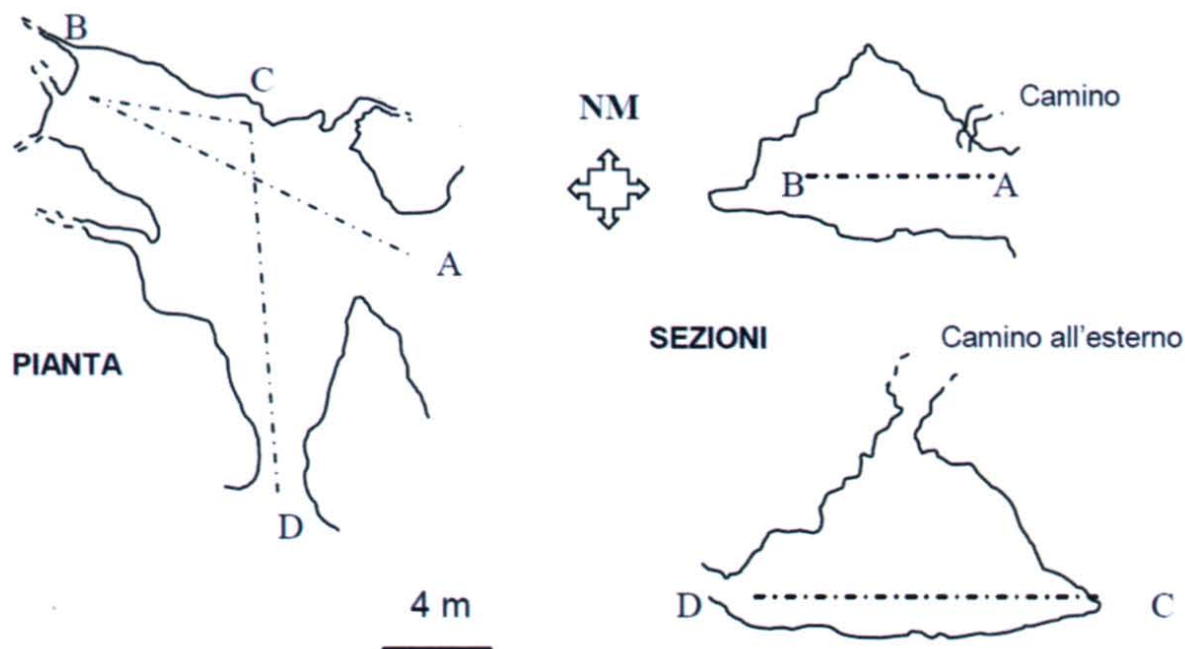 B
C
A
PIANTA
D
4 m
NM
Camino
B
A
SEZIONI
Camino all'esterno
D
C